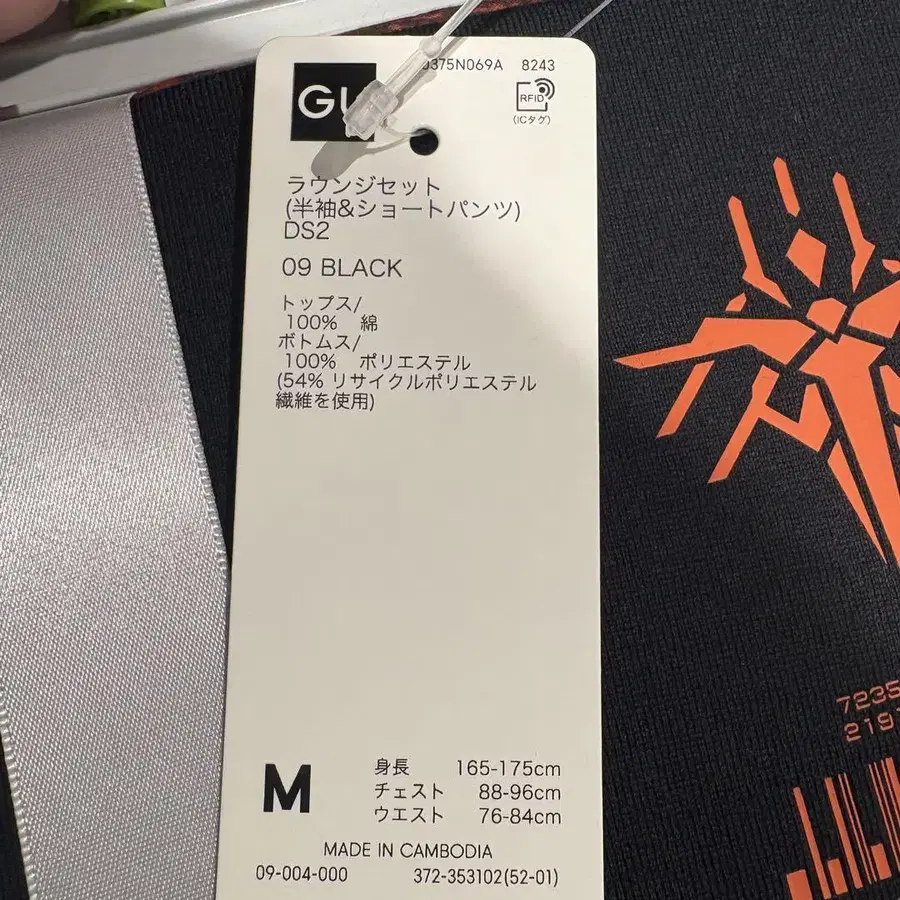 GU
375N069A 8243
RFID
(ICタグ)
ラウンジセット
(半袖&ショートパンツ)
DS2
09 BLACK
トップス/
100% 綿
ボトムス/
100% ポリエステル
(54% リサイクルポリエステル
繊維を使用)
M
身長 165-175cm
チェスト 88-96cm
ウエスト 76-84cm
MADE IN CAMBODIA
09-004-000 372-353102(52-01)
7235
219